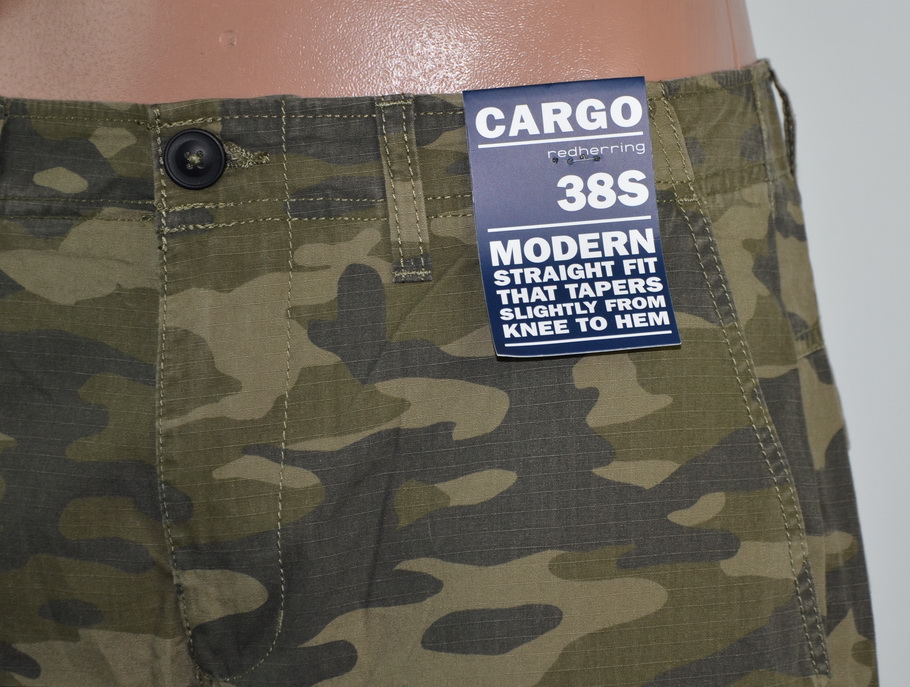 CARGO
redherring
38S
MODERN
STRAIGHT FIT
THAT TAPERS
SLIGHTLY FROM
KNEE TO HEM